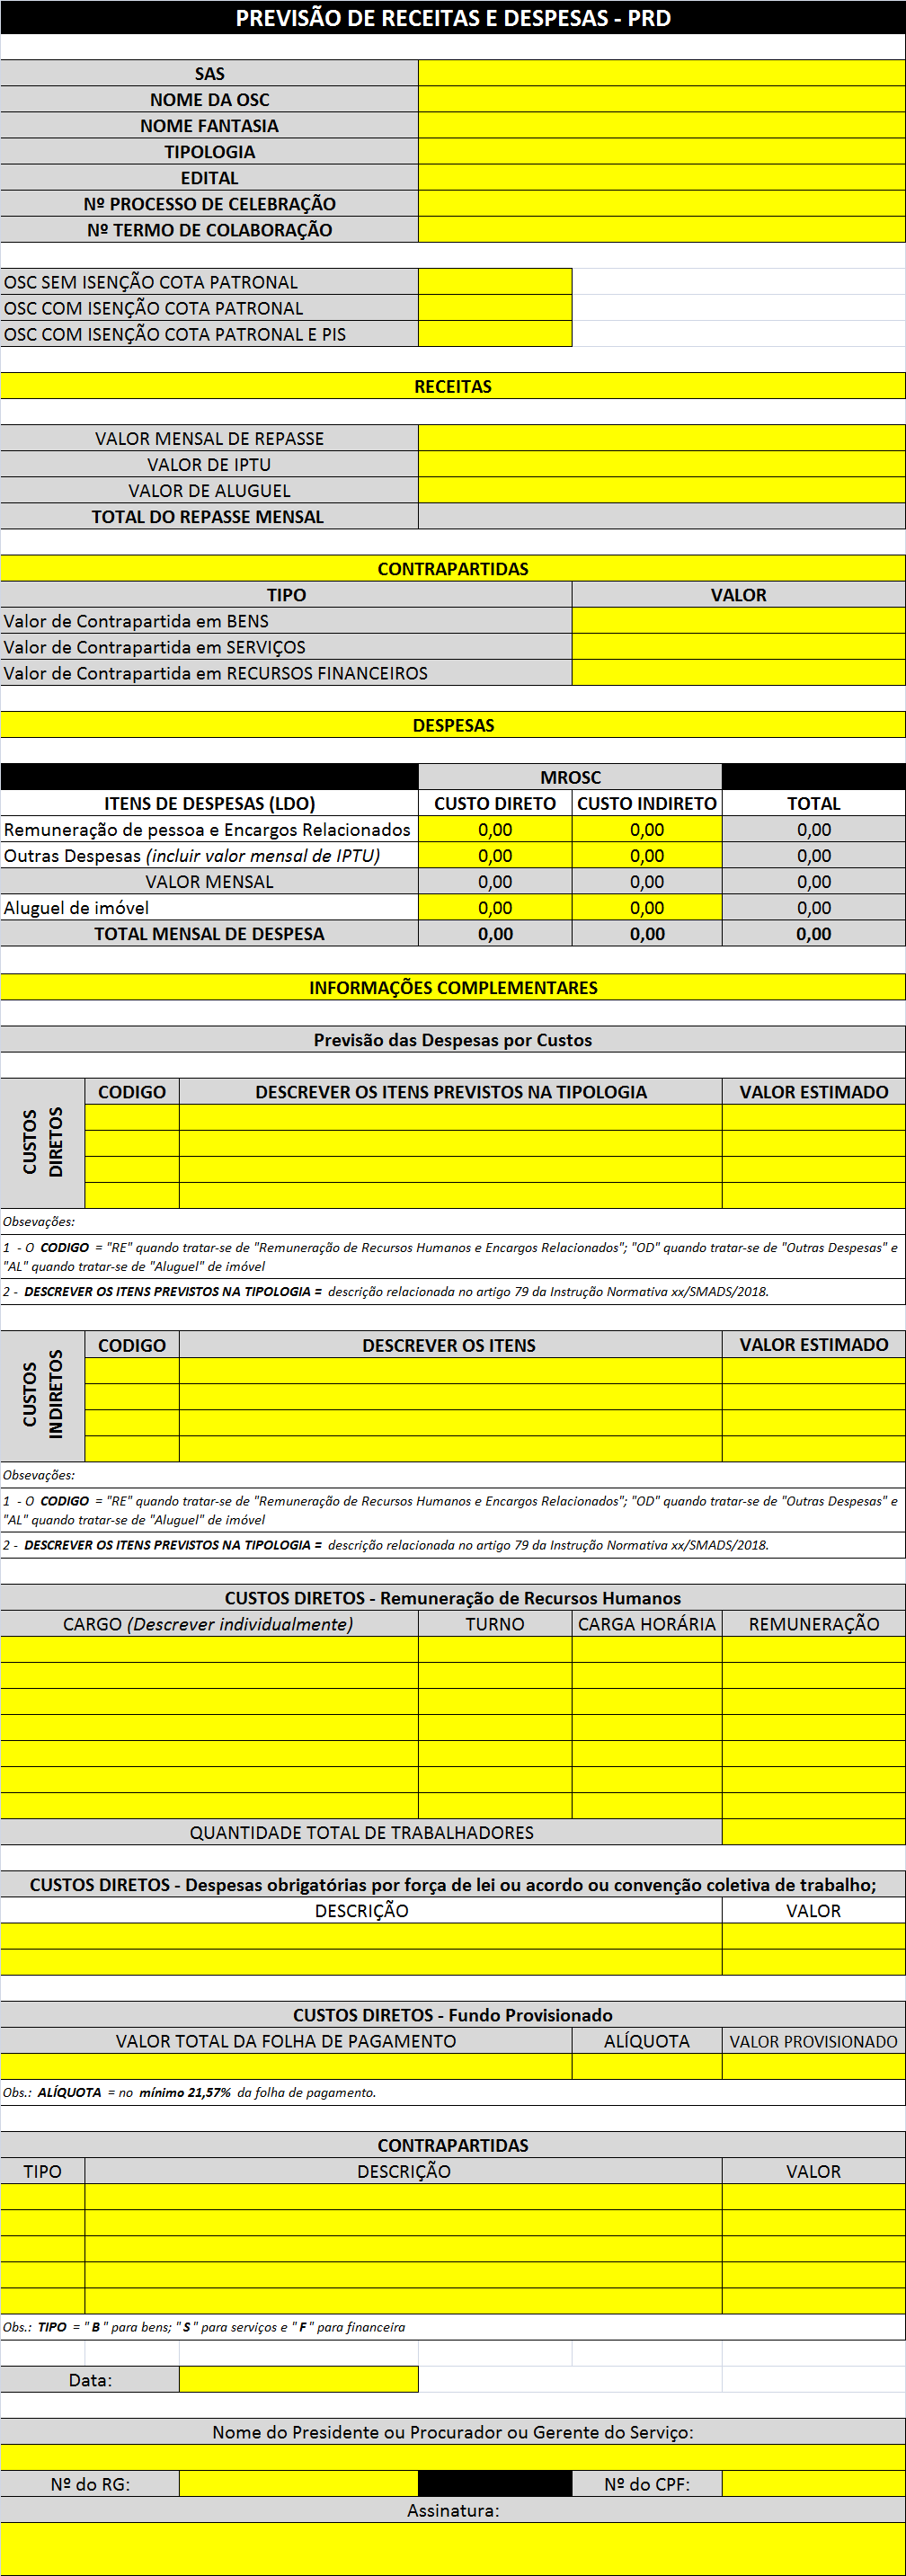 PREVISÃO DE RECEITAS E DESPESAS - PRD
SAS
NOME DA OSC
NOME FANTASIA
TIPOLOGIA
EDITAL
Nº PROCESSO DE CELEBRAÇÃO
Nº TERMO DE COLABORAÇÃO
OSC SEM ISENÇÃO COTA PATRONAL
OSC COM ISENÇÃO COTA PATRONAL
OSC COM ISENÇÃO COTA PATRONAL E PIS
RECEITAS
VALOR MENSAL DE REPASSE
VALOR DE IPTU
VALOR DE ALUGUEL
TOTAL DO REPASSE MENSAL
CONTRAPARTIDAS
TIPO VALOR
Valor de Contrapartida em BENS
Valor de Contrapartida em SERVIÇOS
Valor de Contrapartida em RECURSOS FINANCEIROS
DESPESAS
MROSC
ITENS DE DESPESAS (LDO) CUSTO DIRETO CUSTO INDIRETO TOTAL
Remuneração de pessoa e Encargos Relacionados 0,00 0,00 0,00
Outras Despesas (incluir valor mensal de IPTU) 0,00 0,00 0,00
VALOR MENSAL 0,00 0,00 0,00
Aluguel de imóvel 0,00 0,00 0,00
TOTAL MENSAL DE DESPESA 0,00 0,00 0,00
INFORMAÇÕES COMPLEMENTARES
Previsão das Despesas por Custos
CUSTOS DIRETOS
CODIGO DESCREVER OS ITENS PREVISTOS NA TIPOLOGIA VALOR ESTIMADO
Obsevações:
1 - O CODIGO = "RE" quando tratar-se de "Remuneração de Recursos Humanos e Encargos Relacionados"; "OD" quando tratar-se de "Outras Despesas" e
"AL" quando tratar-se de "Aluguel" de imóvel
2 - DESCREVER OS ITENS PREVISTOS NA TIPOLOGIA = descrição relacionada no artigo 79 da Instrução Normativa xx/SMADS/2018.
CUSTOS INDIRETOS
CODIGO DESCREVER OS ITENS VALOR ESTIMADO
Obsevações:
1 - O CODIGO = "RE" quando tratar-se de "Remuneração de Recursos Humanos e Encargos Relacionados"; "OD" quando tratar-se de "Outras Despesas" e
"AL" quando tratar-se de "Aluguel" de imóvel
2 - DESCREVER OS ITENS PREVISTOS NA TIPOLOGIA = descrição relacionada no artigo 79 da Instrução Normativa xx/SMADS/2018.
CUSTOS DIRETOS - Remuneração de Recursos Humanos
CARGO (Descrever individualmente) TURNO CARGA HORÁRIA REMUNERAÇÃO
QUANTIDADE TOTAL DE TRABALHADORES
CUSTOS DIRETOS - Despesas obrigatórias por força de lei ou acordo ou convenção coletiva de trabalho;
DESCRIÇÃO VALOR
CUSTOS DIRETOS - Fundo Provisionado
VALOR TOTAL DA FOLHA DE PAGAMENTO ALÍQUOTA VALOR PROVISIONADO
Obs.: ALÍQUOTA = no mínimo 21,57% da folha de pagamento.
CONTRAPARTIDAS
TIPO DESCRIÇÃO VALOR
Obs.: TIPO = " B " para bens; " S " para serviços e " F " para financeira
Data:
Nome do Presidente ou Procurador ou Gerente do Serviço:
Nº do RG: Nº do CPF:
Assinatura: